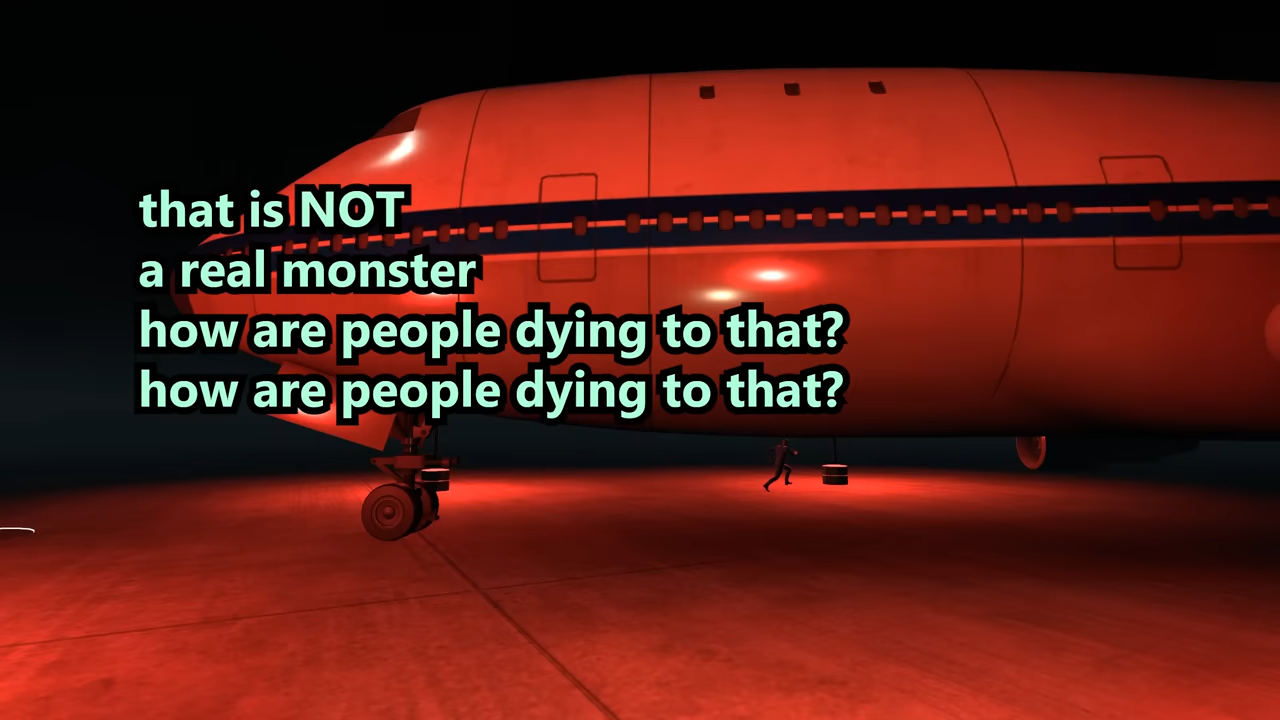 that is NOT
a real monster
how are people dying to that?
how are people dying to that?